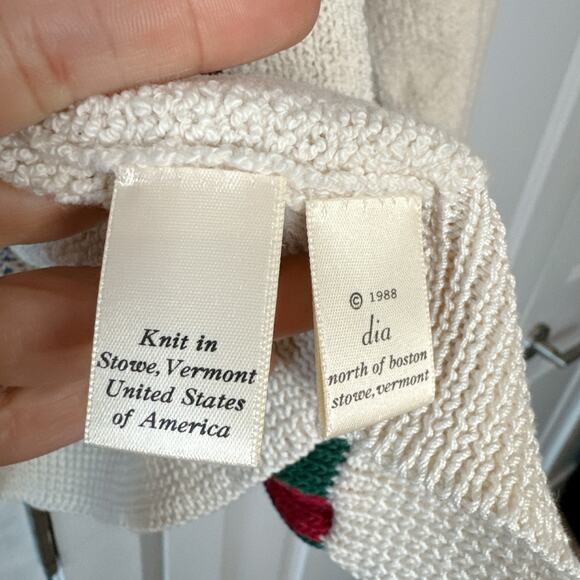 Knit in
Stowe, Vermont
United States
of America
© 1988
dia
north of boston
stowe, vermont